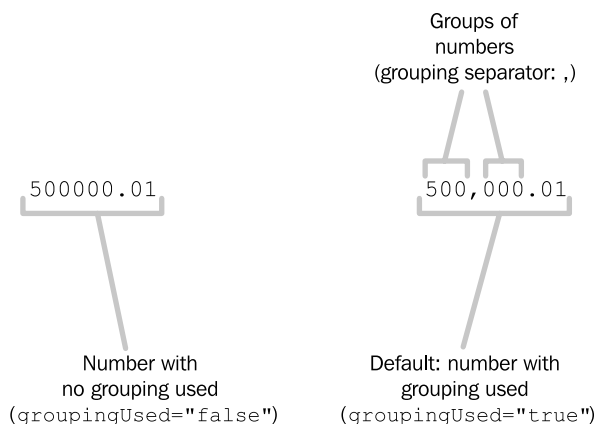 Groups of
numbers
(grouping separator: ,)
500000.01
500,000.01
Number with
no grouping used
(groupingUsed="false")
Default: number with
grouping used
(groupingUsed="true")